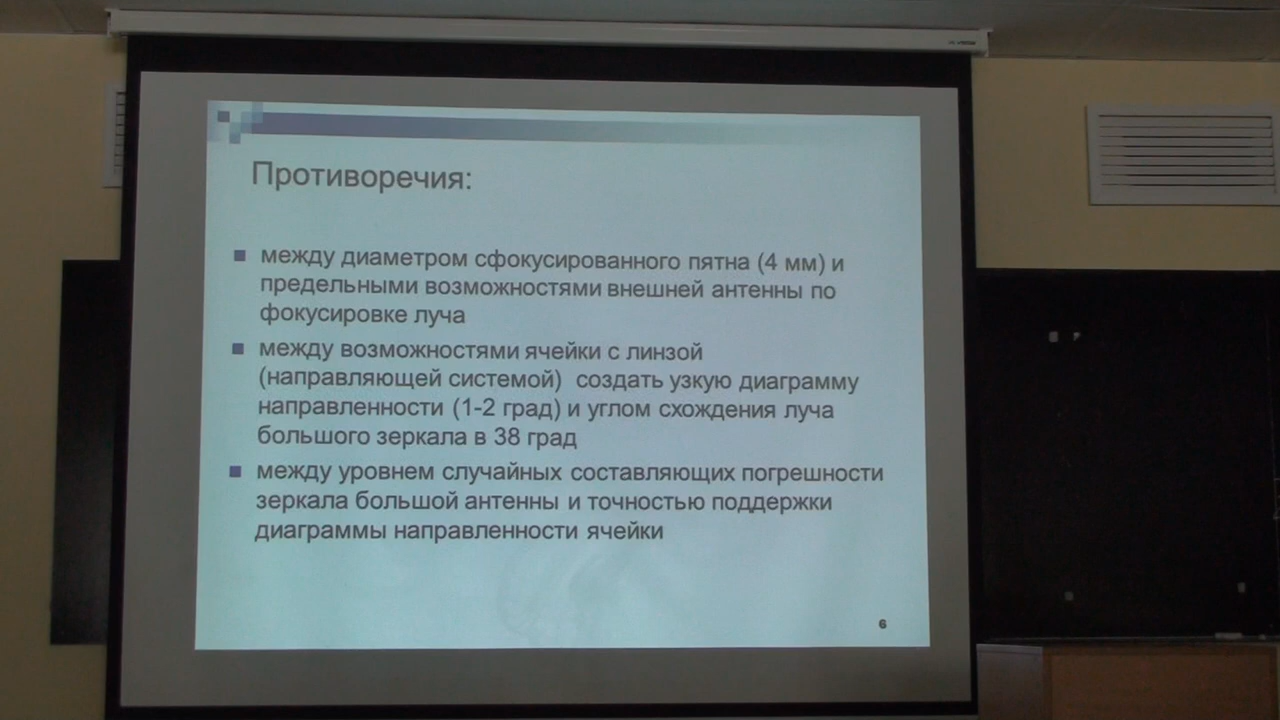 Противоречия:
между диаметром сфокусированного пятна (4 мм) и
предельными возможностями внешней антенны по
фокусировке луча
между возможностями ячейки с линзой
(направляющей системой) создать узкую диаграмму
направленности (1-2 град) и углом схождения луча
большого зеркала в 38 град
между уровнем случайных составляющих погрешности
зеркала большой антенны и точностью поддержки
диаграммы направленности ячейки
6